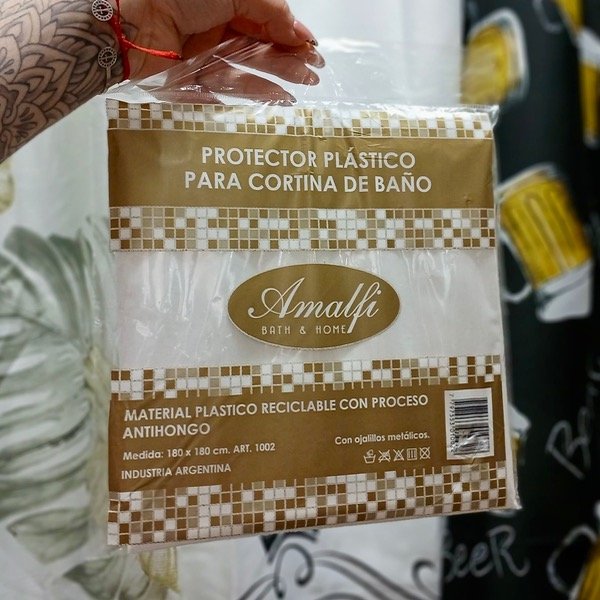 PROTECTOR PLÁSTICO
PARA CORTINA DE BAÑO
Amalfi
BATH & HOME
MATERIAL PLASTICO RECICLABLE CON PROCESO
ANTIHONGO
Medida: 180 x 180 cm. ART. 1002
INDUSTRIA ARGENTINA
Con ojalillos metálicos.
BEER